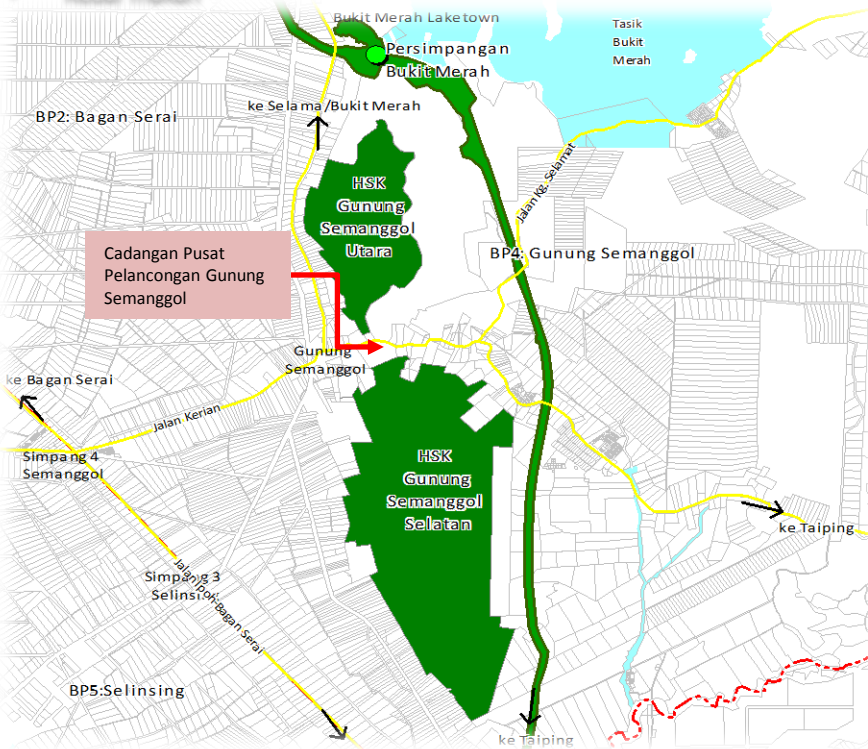 Bukit Merah Laketown
Tasik
Bukit
Merah
Persimpangan
Bukit Merah
ke Selama/Bukit Merah
BP2: Bagan Serai
HSK
Gunung
Semanggol
Utara
Jalan Kg. Selamat
BP4: Gunung Semanggol
Cadangan Pusat
Pelancongan Gunung
Semanggol
Gunung
Semanggol
ke Bagan Serai
Jalan Kerian
Simpang 4
Semanggol
HSK
Gunung
Semanggol
Selatan
ke Taiping
Simpang 3
Jalan Ipoh-Bagan Serai
BP5:Selinsing
ke Taiping